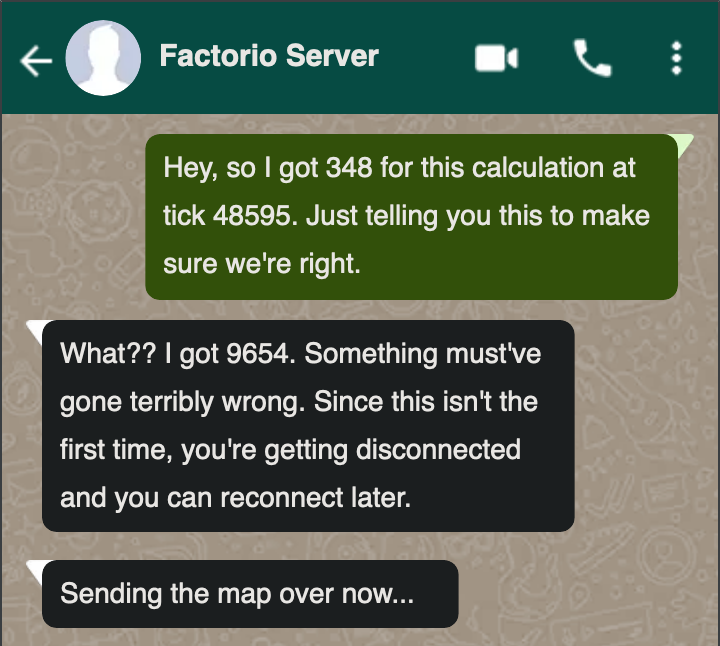 Factorio Server
Hey, so I got 348 for this calculation at
tick 48595. Just telling you this to make
sure we're right.
What?? I got 9654. Something must've
gone terribly wrong. Since this isn't the
first time, you're getting disconnected
and you can reconnect later.
Sending the map over now...